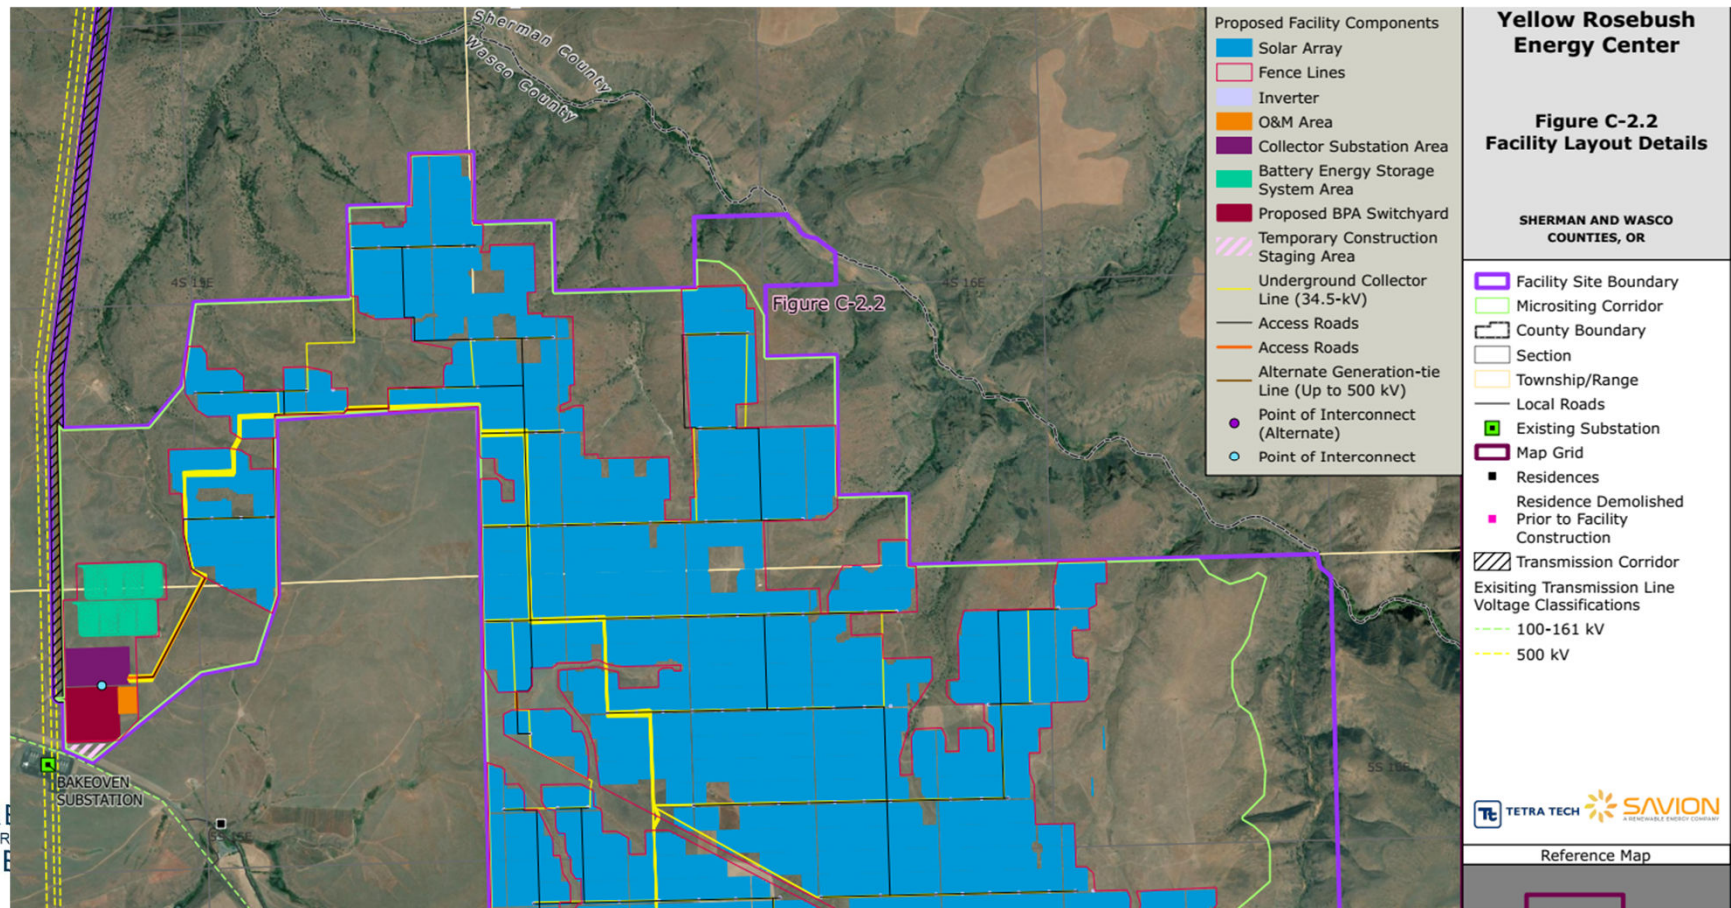 Sherman County
Wasco County
4S 15E
4S 16E
Figure C-2.2
BAKEOVEN
SUBSTATION
Proposed Facility Components
Solar Array
Fence Lines
Inverter
O&M Area
Collector Substation Area
Battery Energy Storage
System Area
Proposed BPA Switchyard
Temporary Construction
Staging Area
Underground Collector
Line (34.5-kV)
Access Roads
Access Roads
Alternate Generation-tie
Line (Up to 500 kV)
Point of Interconnect
(Alternate)
Point of Interconnect
Yellow Rosebush
Energy Center
Figure C-2.2
Facility Layout Details
SHERMAN AND WASCO
COUNTIES, OR
Facility Site Boundary
Micrositing Corridor
County Boundary
Section
Township/Range
Local Roads
Existing Substation
Map Grid
Residences
Residence Demolished
Prior to Facility
Construction
Transmission Corridor
Exisiting Transmission Line
Voltage Classifications
100-161 kV
500 kV
Tt TETRA TECH
SAVION
A RENEWABLE ENERGY COMPANY
Reference Map